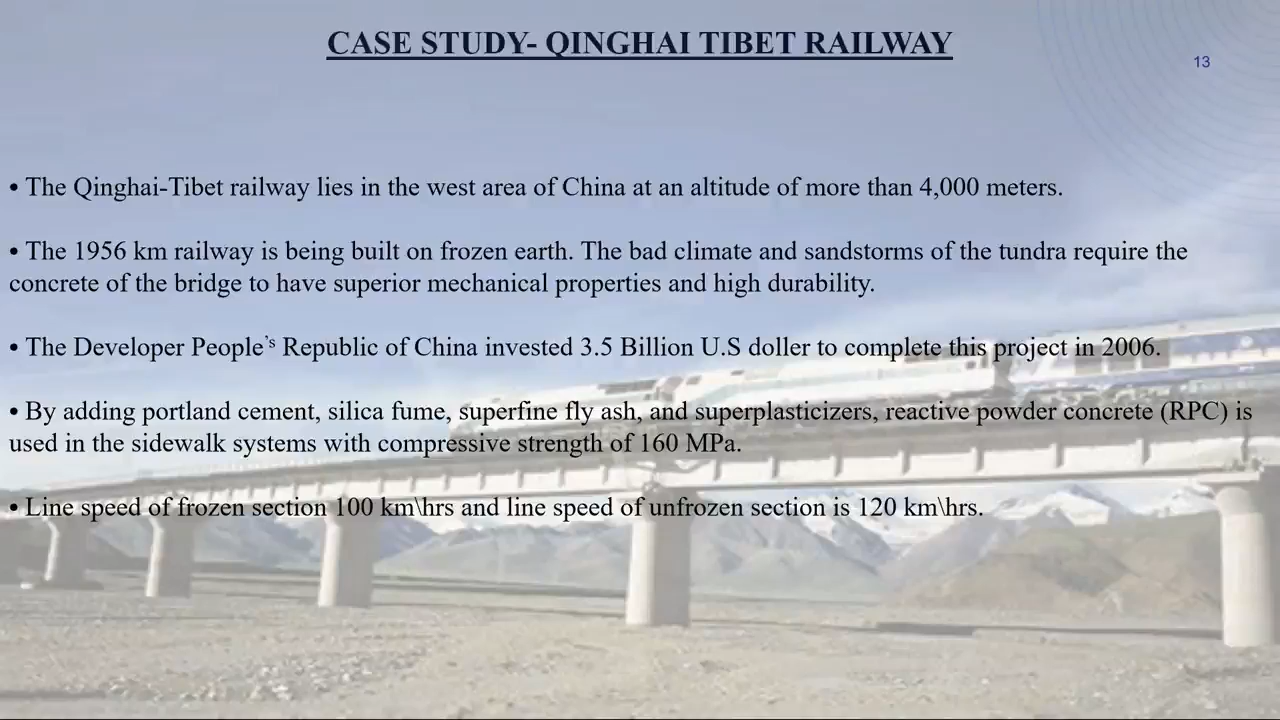 CASE STUDY- QINGHAI TIBET RAILWAY
13
• The Qinghai-Tibet railway lies in the west area of China at an altitude of more than 4,000 meters.
• The 1956 km railway is being built on frozen earth. The bad climate and sandstorms of the tundra require the
concrete of the bridge to have superior mechanical properties and high durability.
• The Developer People's Republic of China invested 3.5 Billion U.S doller to complete this project in 2006.
• By adding portland cement, silica fume, superfine fly ash, and superplasticizers, reactive powder concrete (RPC) is
used in the sidewalk systems with compressive strength of 160 MPa.
• Line speed of frozen section 100 km\hrs and line speed of unfrozen section is 120 km\hrs.